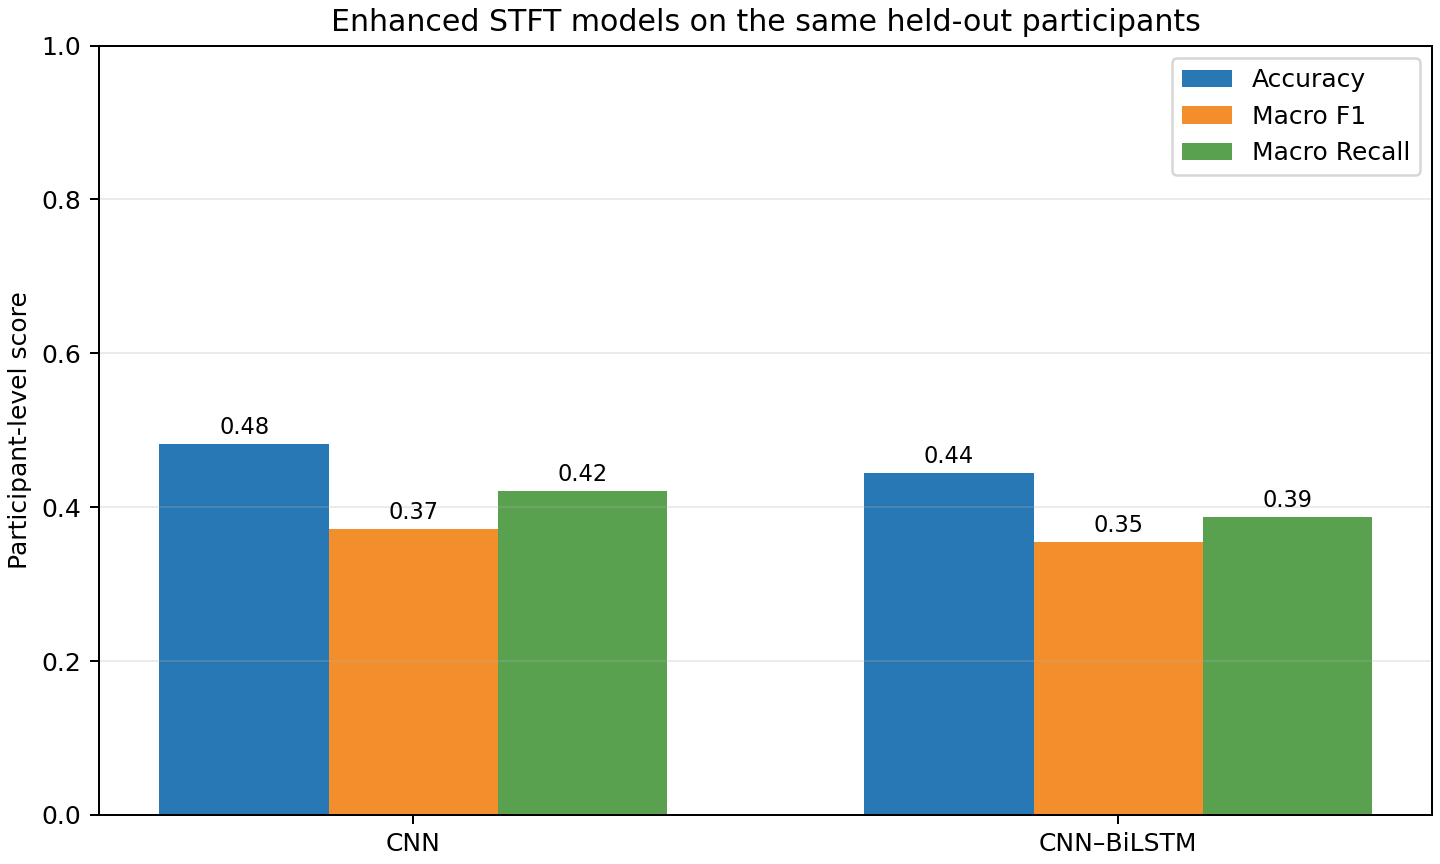 Enhanced STFT models on the same held-out participants
Participant-level score
1.0
0.8
0.6
0.4
0.2
0.0
Accuracy
Macro F1
Macro Recall
0.48
0.37
0.42
0.44
0.35
0.39
CNN
CNN–BiLSTM